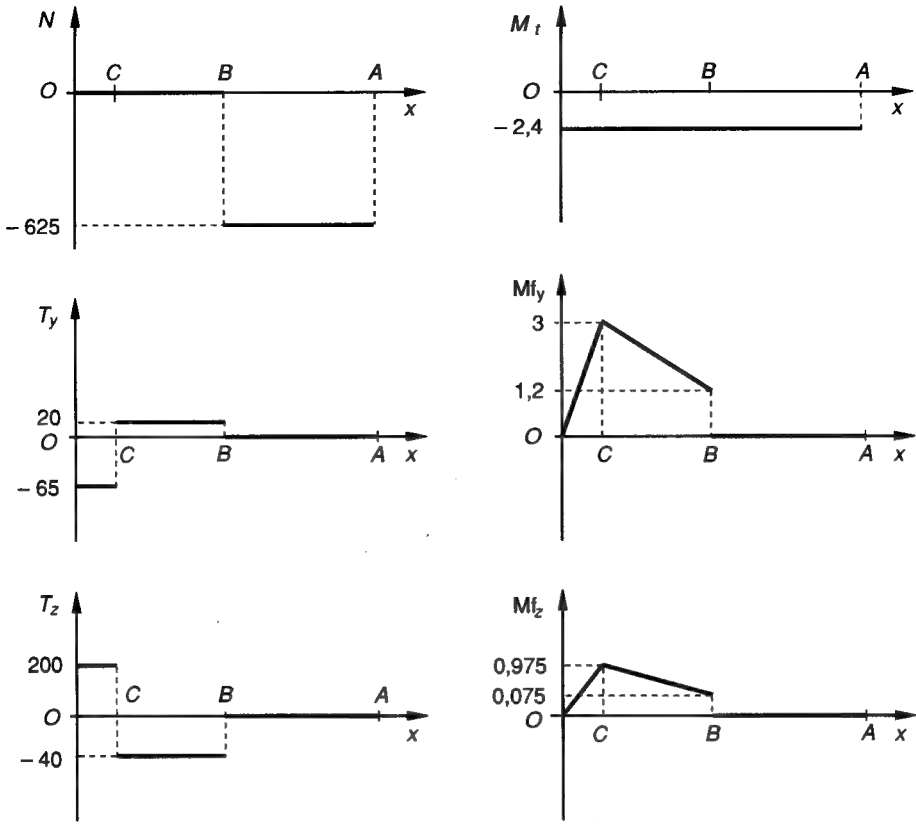 N
C B A
O
x
– 625
M t
C B A
O
x
– 2,4
T y
20
O
C B A x
– 65
Mf y
3
1,2
O
C B A x
T z
200
C B A
O
x
– 40
Mf z
0,975
0,075
O
C B A x